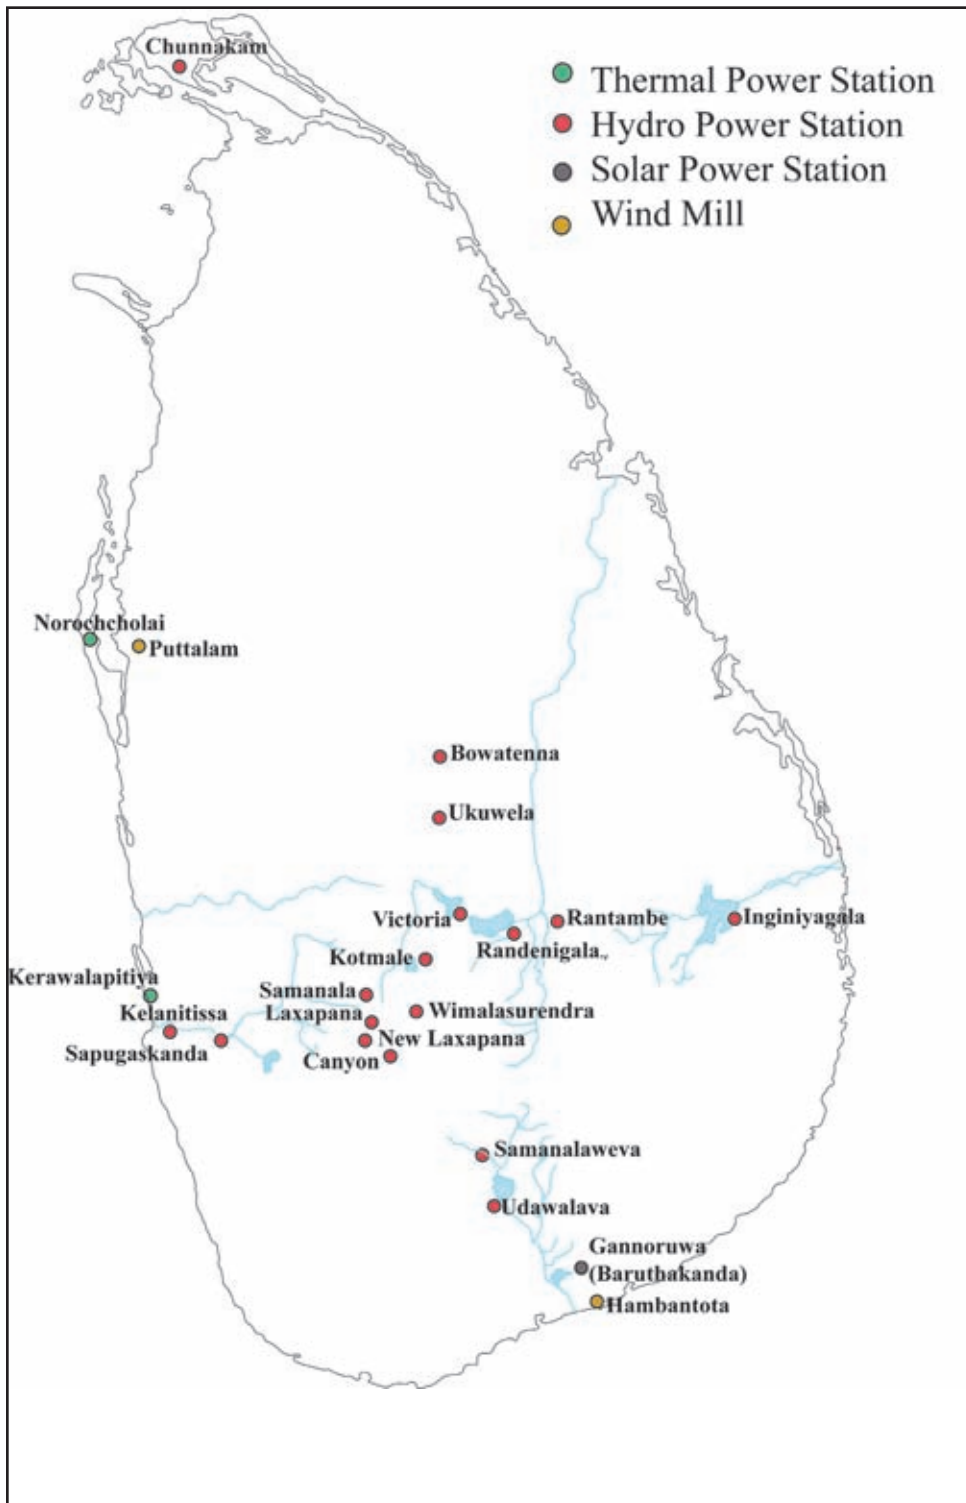 Chunnakam
Thermal Power Station
Hydro Power Station
Solar Power Station
Wind Mill
Norochcholai
Puttalam
Bowatenna
Ukuwela
Victoria
Rantambe
Inginiyagala
Randenigala..,
Kotmale
Kerawalapitiya
Samanala
Kelanitissa
Laxapana
Wimalasurendra
New Laxapana
Sapugaskanda
Canyon
Samanalaweva
Udawalava
Gannoruwa
(Baruthakanda)
Hambantota